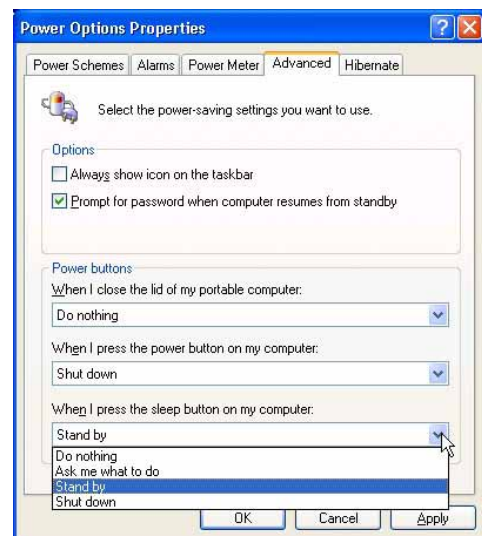 Power Options Properties
Power Schemes Alarms Power Meter Advanced Hibernate
Select the power-saving settings you want to use.
Options
Always show icon on the taskbar
Prompt for password when computer resumes from standby
Power buttons
When I close the lid of my portable computer:
Do nothing
When I press the power button on my computer:
Shut down
When I press the sleep button on my computer:
Stand by
Do nothing
Ask me what to do
Stand by
Shut down
OK Cancel Apply